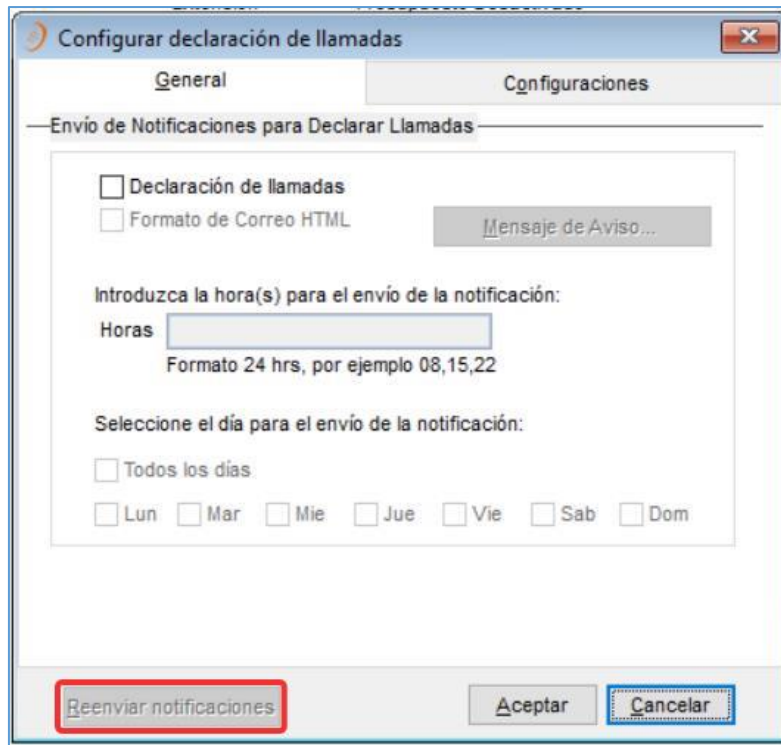 Configurar declaración de llamadas
General
Configuraciones
Envío de Notificaciones para Declarar Llamadas
Declaración de llamadas
Formato de Correo HTML
Mensaje de Aviso...
Introduzca la hora(s) para el envío de la notificación:
Horas
Formato 24 hrs, por ejemplo 08,15,22
Seleccione el día para el envío de la notificación:
Todos los días
Lun Mar Mie Jue Vie Sab Dom
Reenviar notificaciones
Aceptar
Cancelar